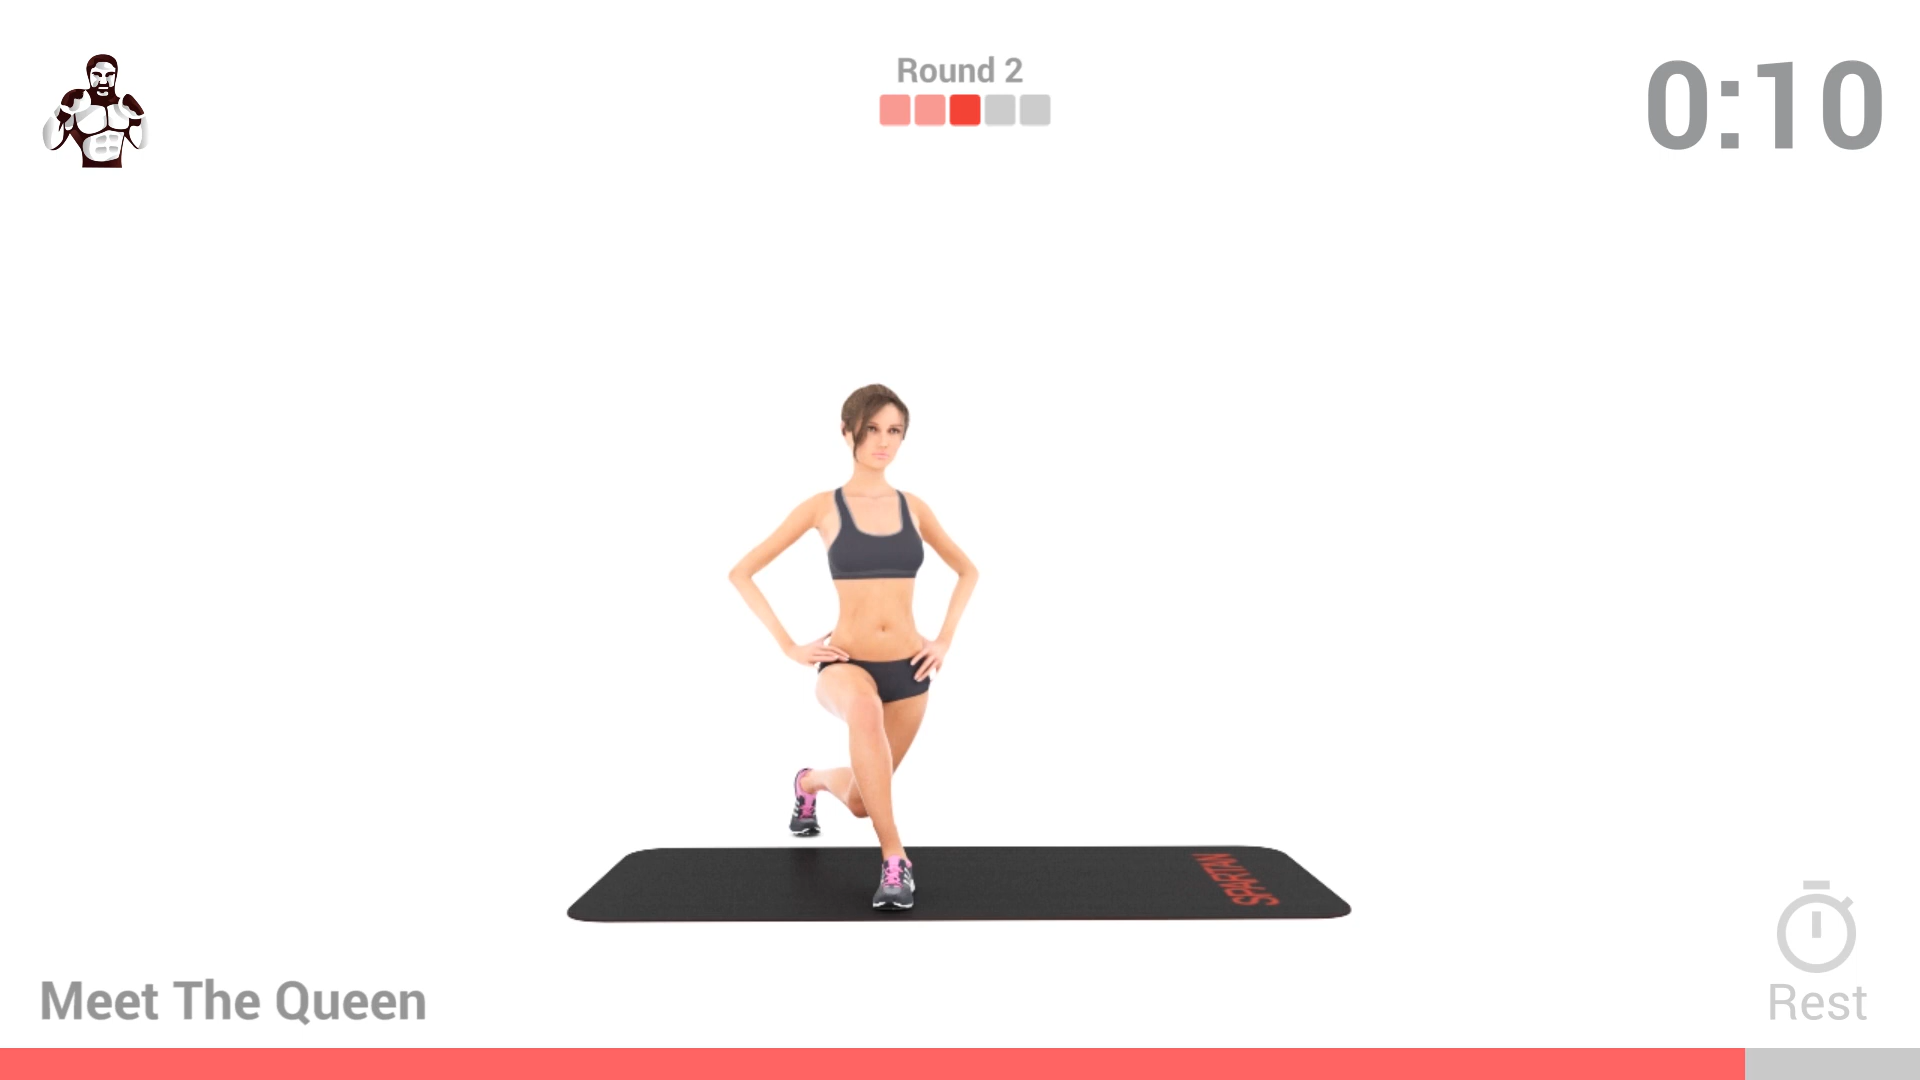 Round 2
0:10
SPARTAN
Meet The Queen
Rest